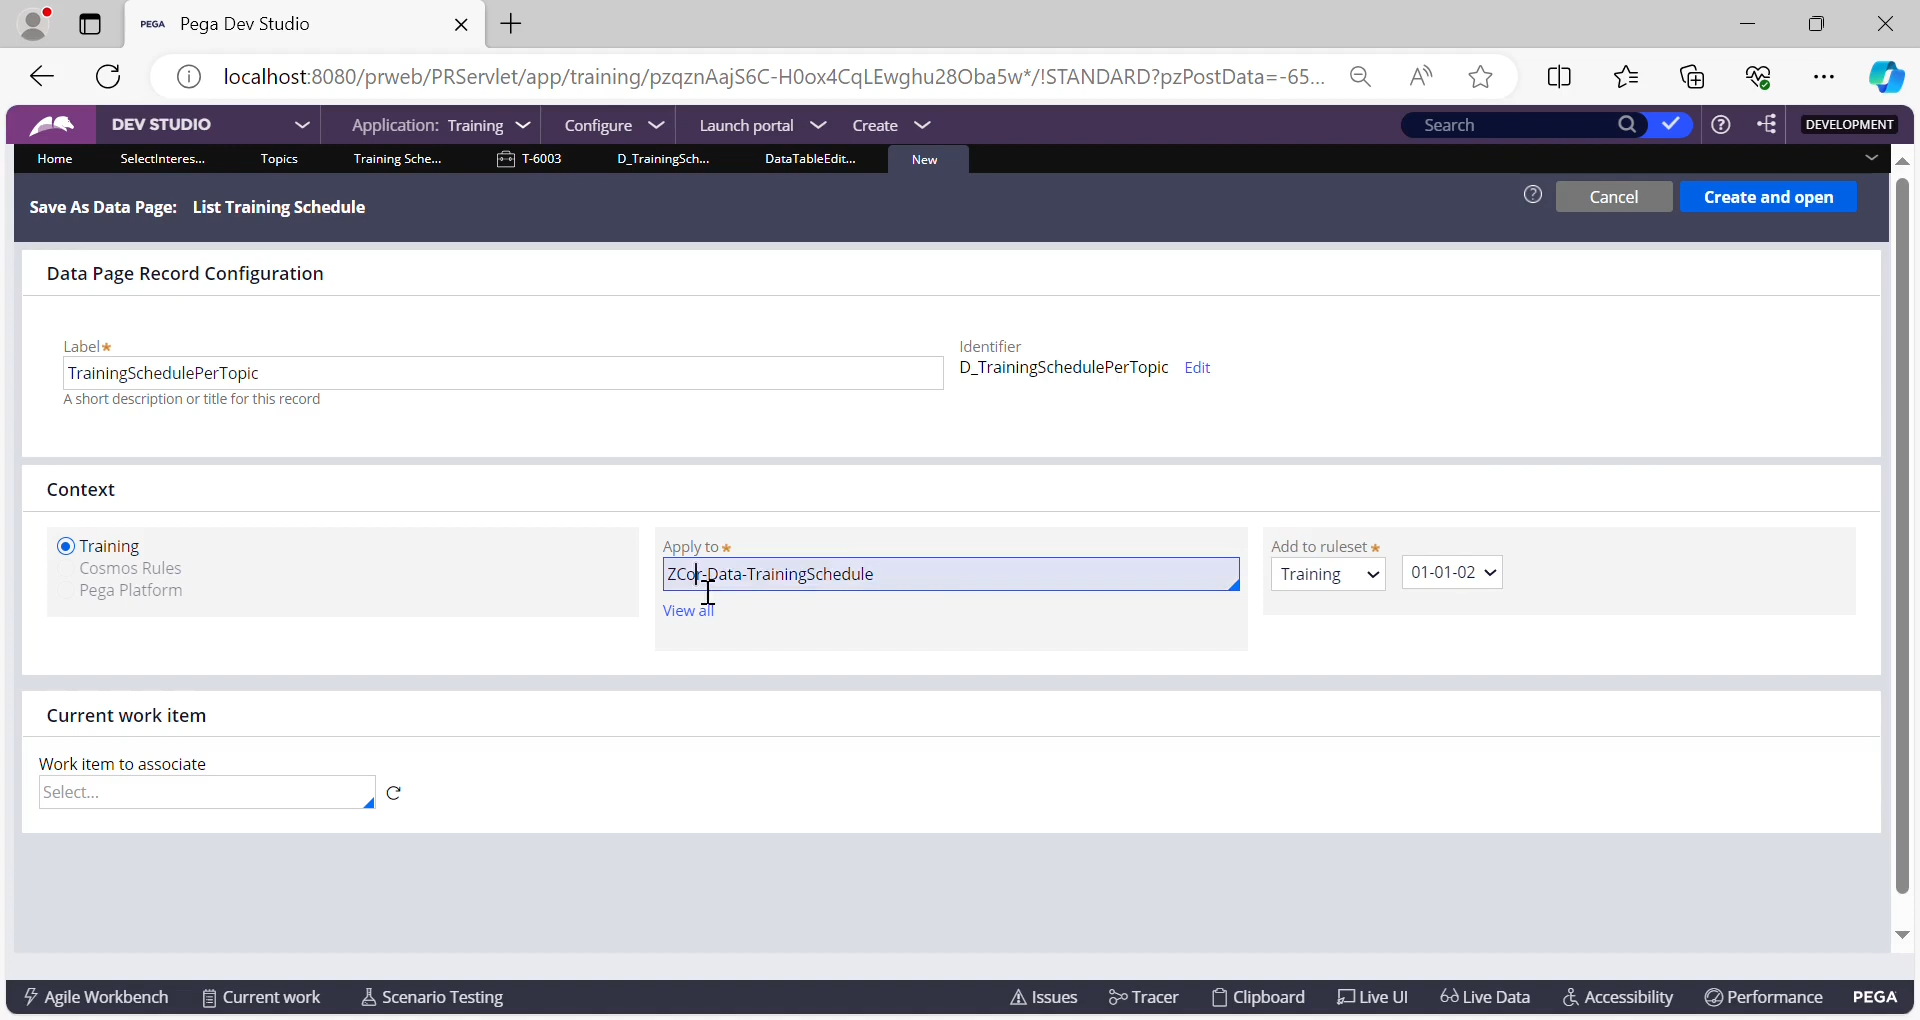 PEGA Pega Dev Studio
localhost:8080/prweb/PRServlet/app/training/pzqznAajS6C-H0ox4CqLEwghu28Oba5w*/!STANDARD?pzPostData=-65...
DEV STUDIO Application: Training Configure Launch portal Create Search DEVELOPMENT
Home SelectInteres... Topics Training Sche... T-6003 D_TrainingSch... DataTableEdit... New
Save As Data Page: List Training Schedule Cancel Create and open
Data Page Record Configuration
Label* Identifier
TrainingSchedulePerTopic D_TrainingSchedulePerTopic Edit
A short description or title for this record
Context
Training Apply to* Add to ruleset*
Cosmos Rules ZCor-Data-TrainingSchedule Training 01-01-02
Pega Platform View all
Current work item
Work item to associate
Select...
Agile Workbench Current work Scenario Testing Issues Tracer Clipboard Live UI Live Data Accessibility Performance PEGA